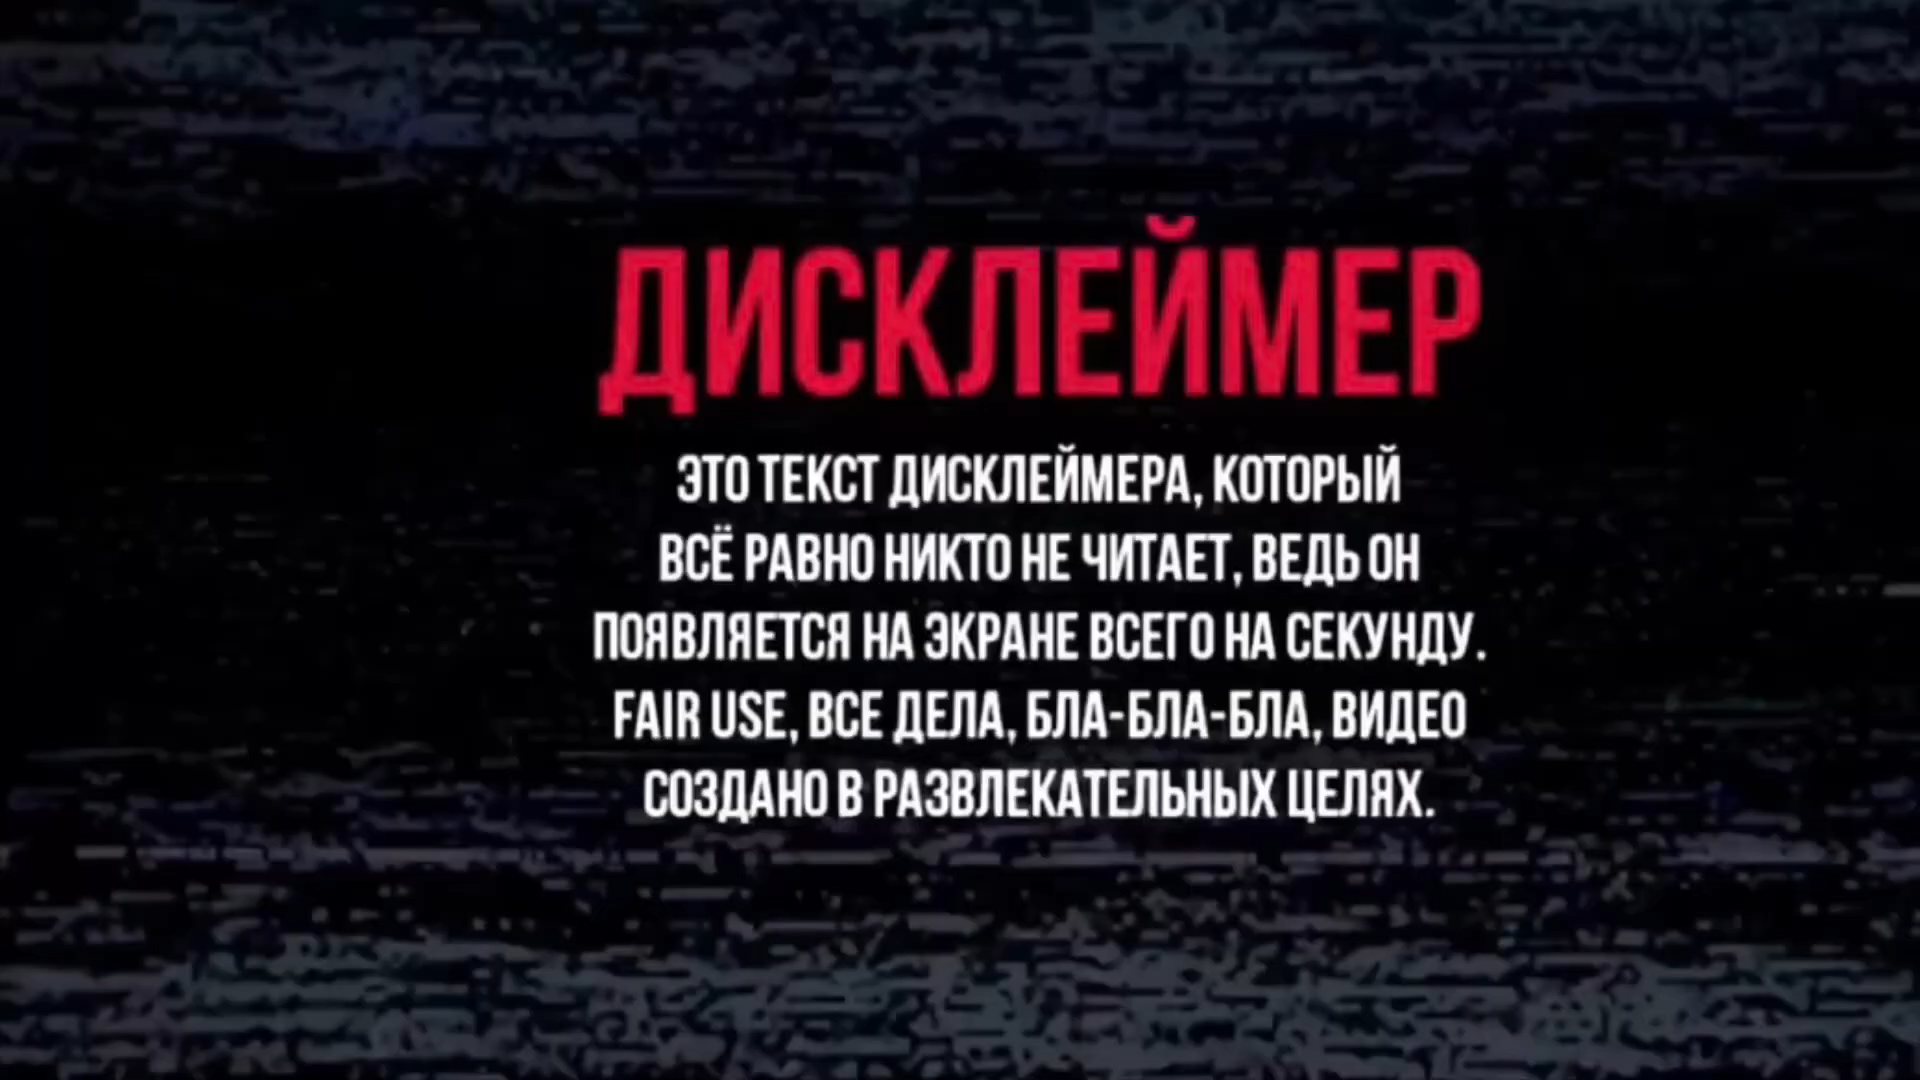 ДИСКЛЕЙМЕР
ЭТО ТЕКСТ ДИСКЛЕЙМЕРА, КОТОРЫЙ
ВСЁ РАВНО НИКТО НЕ ЧИТАЕТ, ВЕДЬ ОН
ПОЯВЛЯЕТСЯ НА ЭКРАНЕ ВСЕГО НА СЕКУНДУ.
FAIR USE, ВСЕ ДЕЛА, БЛА-БЛА-БЛА, ВИДЕО
СОЗДАНО В РАЗВЛЕКАТЕЛЬНЫХ ЦЕЛЯХ.